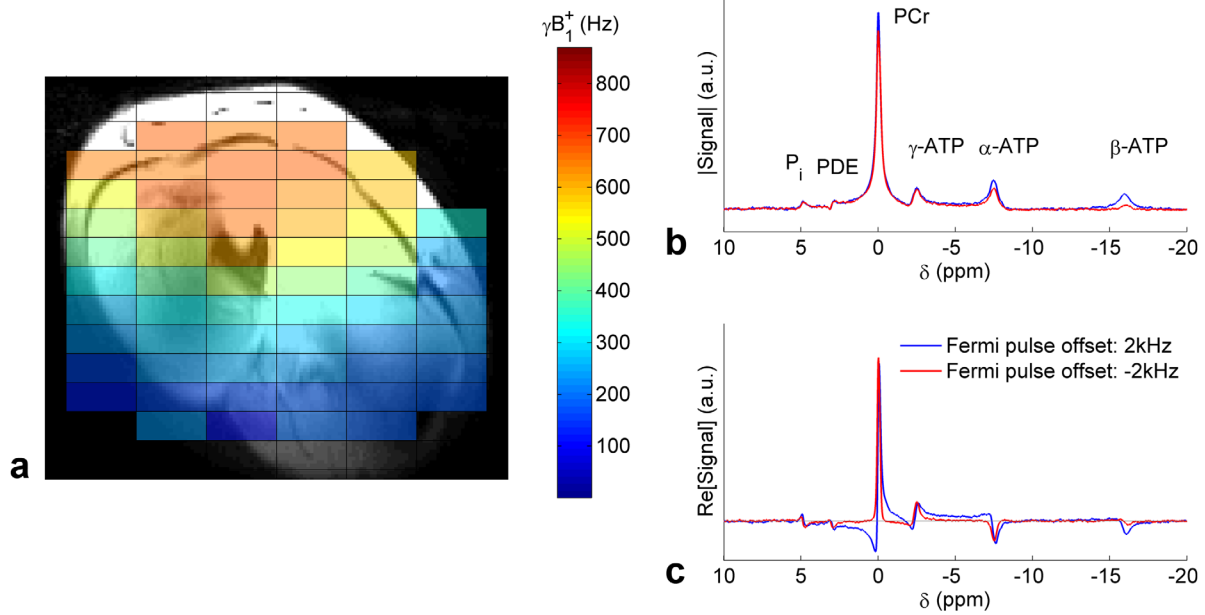 γB₁⁺ (Hz)
800
700
600
500
400
300
200
100
a
PCr
P_i PDE γ-ATP α-ATP β-ATP
|Signal| (a.u.)
10 5 0 -5 -10 -15 -20
δ (ppm)
b
Fermi pulse offset: 2kHz
Fermi pulse offset: -2kHz
Re[Signal] (a.u.)
10 5 0 -5 -10 -15 -20
δ (ppm)
c